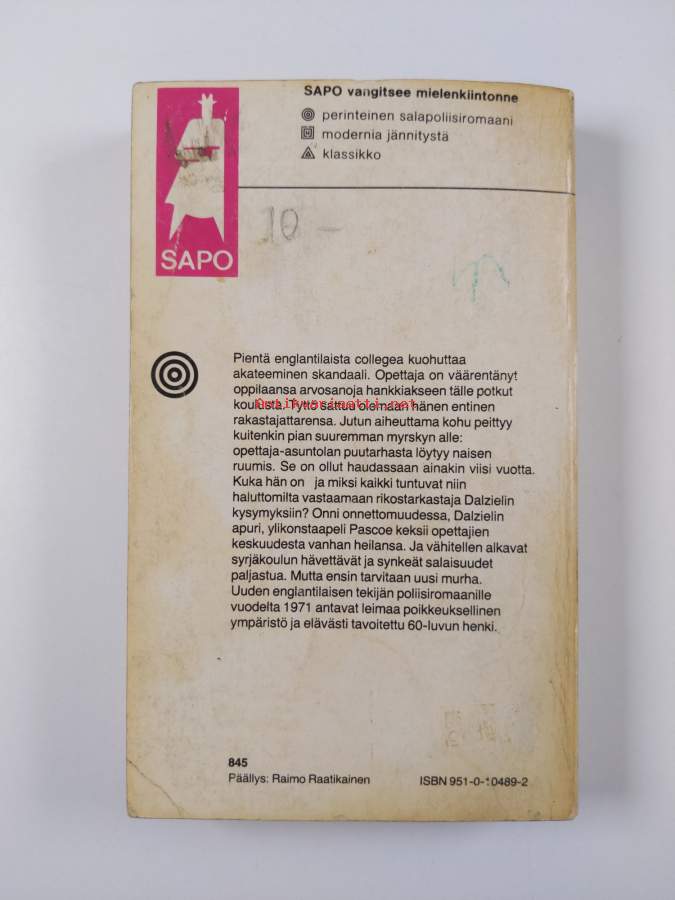 SAPO vangitsee mielenkiintonne
perinteinen salapoliisiromaani
modernia jännitystä
klassikko
SAPO
10 –
Pientä englantilaista collegea kuohuttaa
akateeminen skandaali. Opettaja on väärentänyt
oppilaansa arvosanoja hankkiakseen tälle potkut
koulusta. Tyttö sattuu olemaan hänen entinen
Antikvariaatti.net
rakastajattarensa. Jutun aiheuttama kohu peittyy
kuitenkin pian suuremman myrskyn alle:
opettaja-asuntolan puutarhasta löytyy naisen
ruumis. Se on ollut haudassaan ainakin viisi vuotta.
Kuka hän on ja miksi kaikki tuntuvat niin
haluttomilta vastaamaan rikostarkastaja Dalzielin
kysymyksiin? Onni onnettomuudessa, Dalzielin
apuri, ylikonstaapeli Pascoe keksii opettajien
keskuudesta vanhan heilansa. Ja vähitellen alkavat
syrjäkoulun hävettävät ja synkeät salaisuudet
paljastua. Mutta ensin tarvitaan uusi murha.
Uuden englantilaisen tekijän poliisiromaanille
vuodelta 1971 antavat leimaa poikkeuksellinen
ympäristö ja elävästi tavoitettu 60-luvun henki.
845
Päällys: Raimo Raatikainen
ISBN 951-0-10489-2